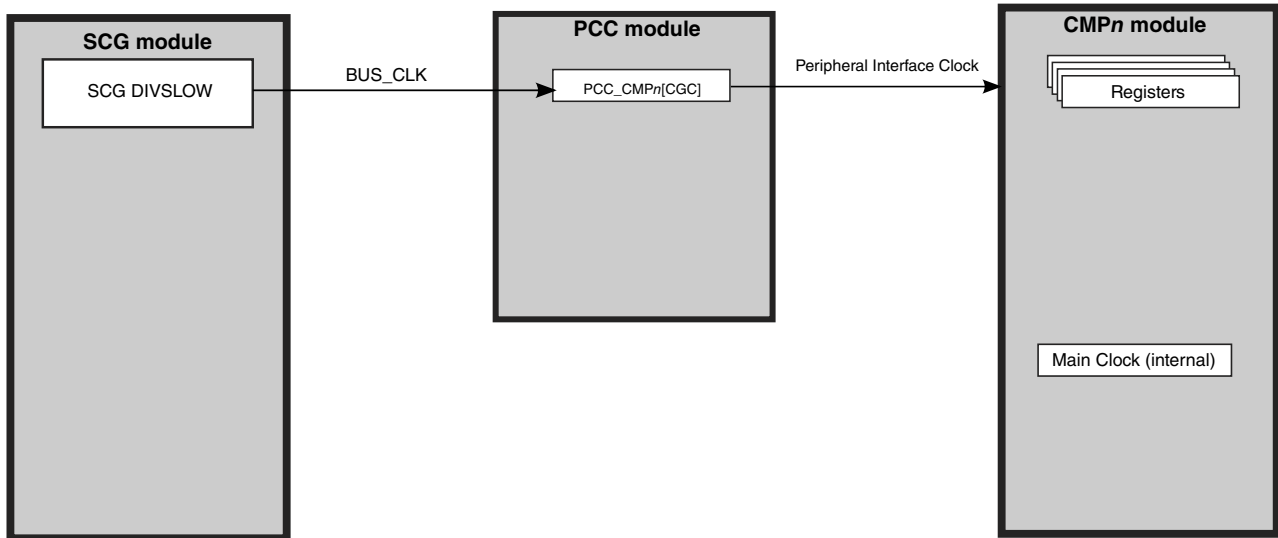 SCG module
SCG DIVSLOW
BUS_CLK
PCC module
PCC_CMPn[CGC]
Peripheral Interface Clock
CMPn module
Registers
Main Clock (internal)